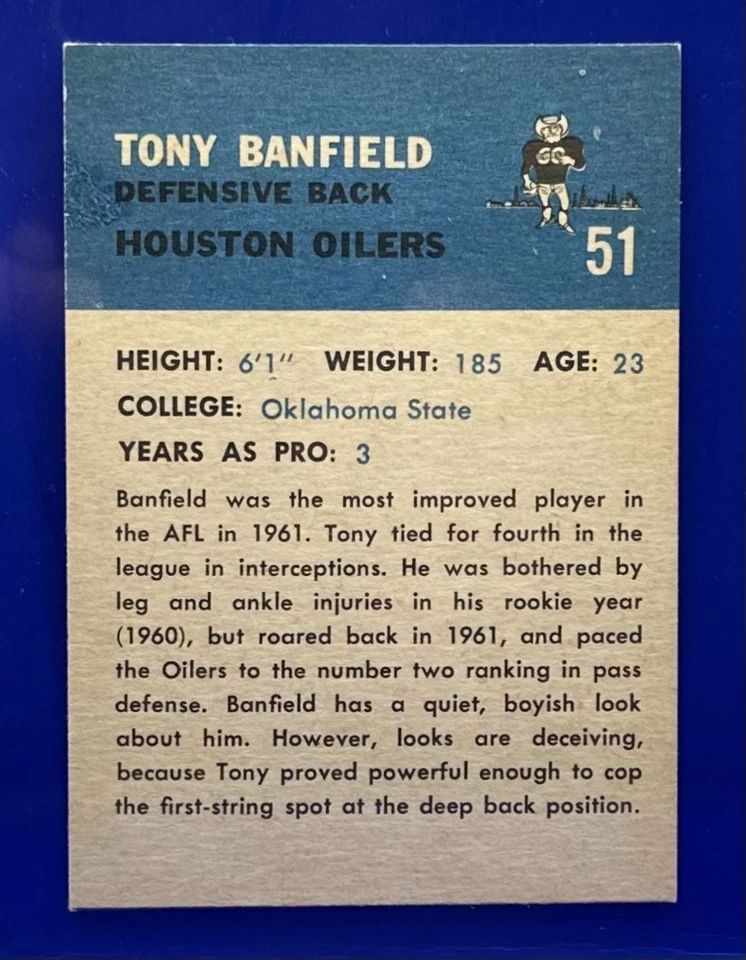 TONY BANFIELD
DEFENSIVE BACK
HOUSTON OILERS
51
HEIGHT: 6'1" WEIGHT: 185 AGE: 23
COLLEGE: Oklahoma State
YEARS AS PRO: 3
Banfield was the most improved player in
the AFL in 1961. Tony tied for fourth in the
league in interceptions. He was bothered by
leg and ankle injuries in his rookie year
(1960), but roared back in 1961, and paced
the Oilers to the number two ranking in pass
defense. Banfield has a quiet, boyish look
about him. However, looks are deceiving,
because Tony proved powerful enough to cop
the first-string spot at the deep back position.